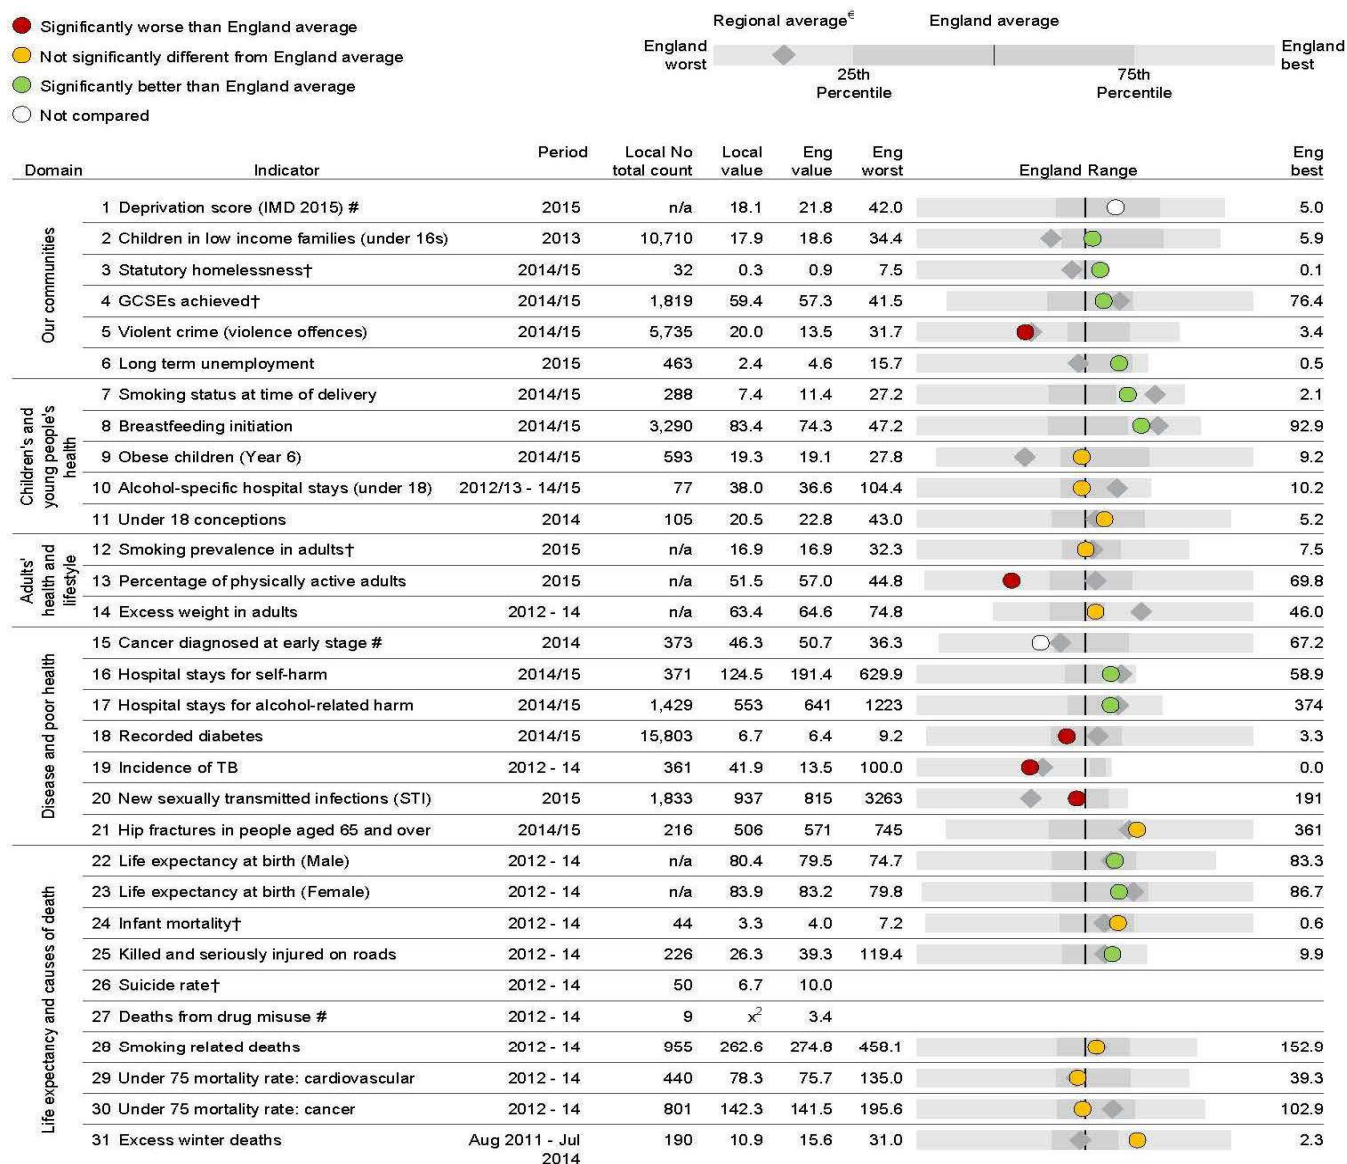 Significantly worse than England average
Not significantly different from England average
Significantly better than England average
Not compared
Regional average€ England average
England worst England best
25th Percentile 75th Percentile
Domain Indicator Period Local No total count Local value Eng value Eng worst England Range Eng best
Our communities
1 Deprivation score (IMD 2015) # 2015 n/a 18.1 21.8 42.0 5.0
2 Children in low income families (under 16s) 2013 10,710 17.9 18.6 34.4 5.9
3 Statutory homelessness† 2014/15 32 0.3 0.9 7.5 0.1
4 GCSEs achieved† 2014/15 1,819 59.4 57.3 41.5 76.4
5 Violent crime (violence offences) 2014/15 5,735 20.0 13.5 31.7 3.4
6 Long term unemployment 2015 463 2.4 4.6 15.7 0.5
Children's and young people's health
7 Smoking status at time of delivery 2014/15 288 7.4 11.4 27.2 2.1
8 Breastfeeding initiation 2014/15 3,290 83.4 74.3 47.2 92.9
9 Obese children (Year 6) 2014/15 593 19.3 19.1 27.8 9.2
10 Alcohol-specific hospital stays (under 18) 2012/13 - 14/15 77 38.0 36.6 104.4 10.2
11 Under 18 conceptions 2014 105 20.5 22.8 43.0 5.2
Adults' health and lifestyle
12 Smoking prevalence in adults† 2015 n/a 16.9 16.9 32.3 7.5
13 Percentage of physically active adults 2015 n/a 51.5 57.0 44.8 69.8
14 Excess weight in adults 2012 - 14 n/a 63.4 64.6 74.8 46.0
Disease and poor health
15 Cancer diagnosed at early stage # 2014 373 46.3 50.7 36.3 67.2
16 Hospital stays for self-harm 2014/15 371 124.5 191.4 629.9 58.9
17 Hospital stays for alcohol-related harm 2014/15 1,429 553 641 1223 374
18 Recorded diabetes 2014/15 15,803 6.7 6.4 9.2 3.3
19 Incidence of TB 2012 - 14 361 41.9 13.5 100.0 0.0
20 New sexually transmitted infections (STI) 2015 1,833 937 815 3263 191
21 Hip fractures in people aged 65 and over 2014/15 216 506 571 745 361
Life expectancy and causes of death
22 Life expectancy at birth (Male) 2012 - 14 n/a 80.4 79.5 74.7 83.3
23 Life expectancy at birth (Female) 2012 - 14 n/a 83.9 83.2 79.8 86.7
24 Infant mortality† 2012 - 14 44 3.3 4.0 7.2 0.6
25 Killed and seriously injured on roads 2012 - 14 226 26.3 39.3 119.4 9.9
26 Suicide rate† 2012 - 14 50 6.7 10.0
27 Deaths from drug misuse # 2012 - 14 9 x² 3.4
28 Smoking related deaths 2012 - 14 955 262.6 274.8 458.1 152.9
29 Under 75 mortality rate: cardiovascular 2012 - 14 440 78.3 75.7 135.0 39.3
30 Under 75 mortality rate: cancer 2012 - 14 801 142.3 141.5 195.6 102.9
31 Excess winter deaths Aug 2011 - Jul 2014 190 10.9 15.6 31.0 2.3